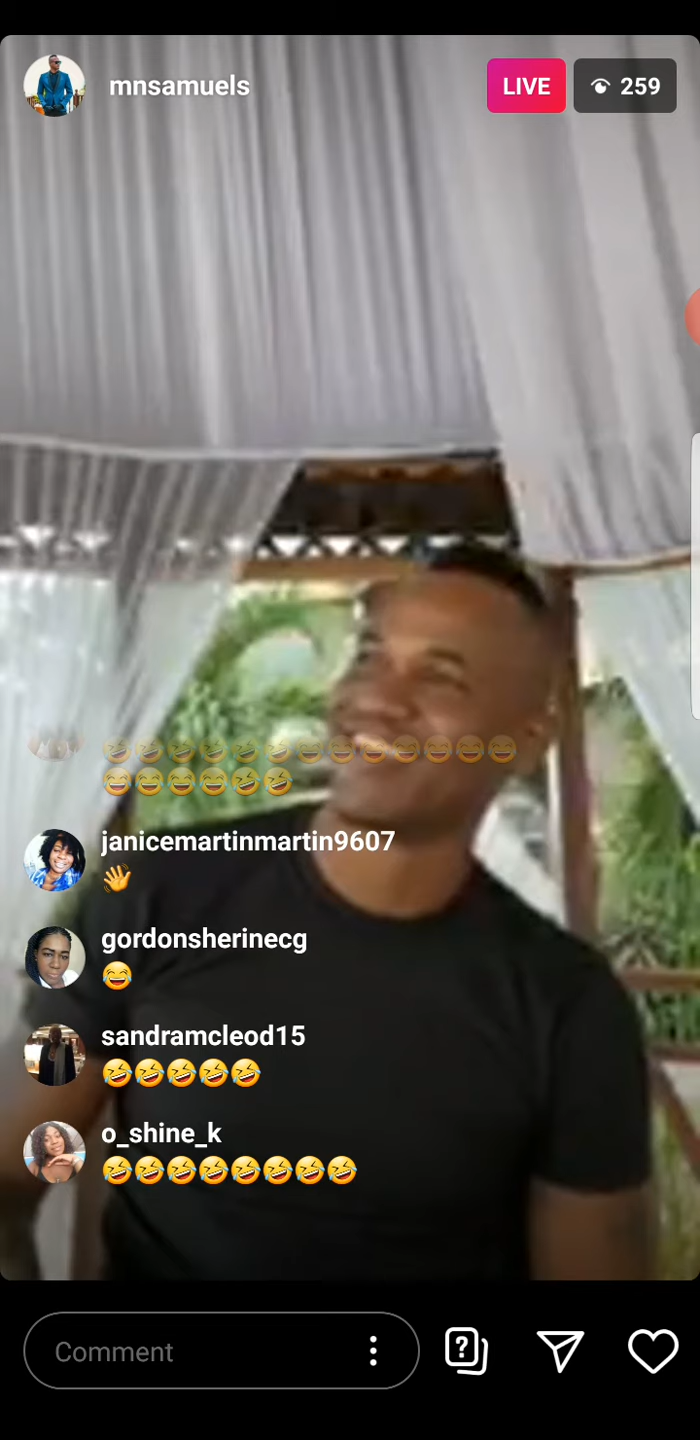 mnsamuels
LIVE
259
🤣🤣🤣🤣🤣🤣😂😂😂😂😂😂😂
😂😂😂😂🤣🤣
janicemartinmartin9607
👋
gordonsherinecg
😂
sandramcleod15
🤣🤣🤣🤣🤣
o_shine_k
🤣🤣🤣🤣🤣🤣🤣🤣
Comment